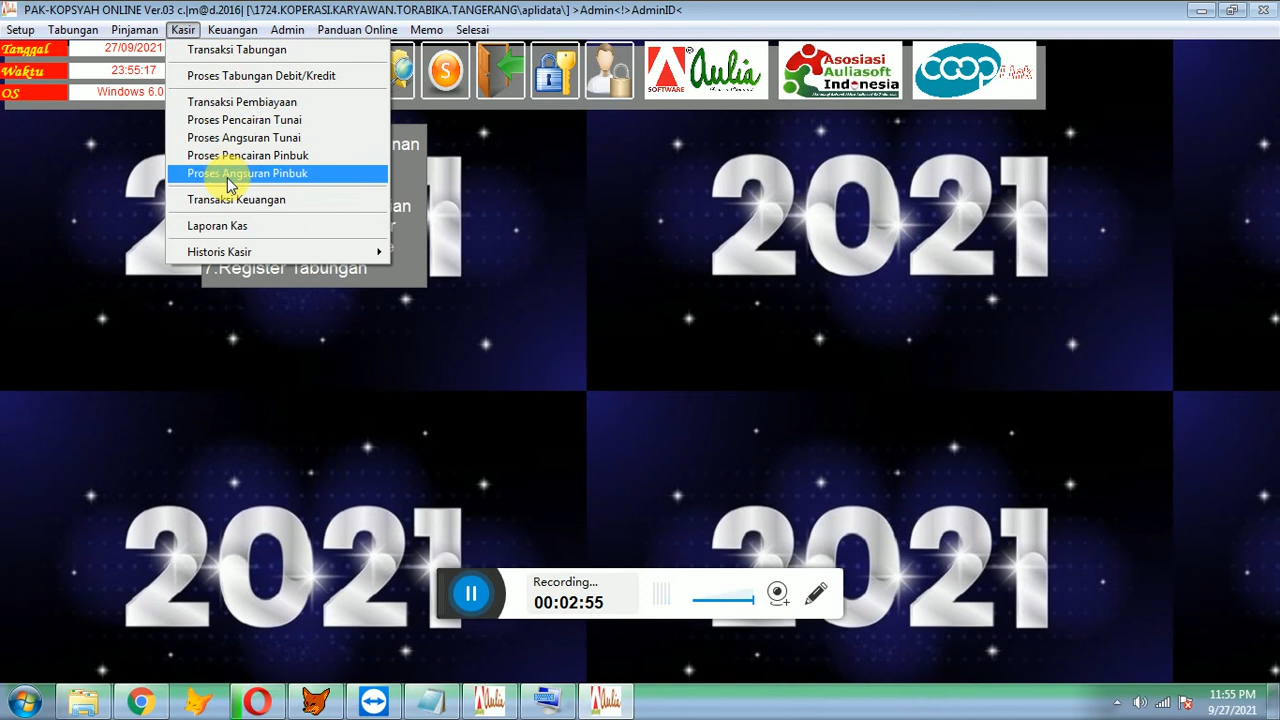 PAK-KOPSYAH ONLINE Ver.03 c.|m@d.2016| [\1724.KOPERASI.KARYAWAN.TORABIKA.TANGERANG\aplidata\] >Admin<!>AdminID<
Setup Tabungan Pinjaman Kasir Keuangan Admin Panduan Online Memo Selesai
Tanggal 27/09/2021
Waktu 23:55:17
OS Windows 6.0
Transaksi Tabungan
Proses Tabungan Debit/Kredit
Transaksi Pembiayaan
Proses Pencairan Tunai
Proses Angsuran Tunai
Proses Pencairan Pinbuk
Proses Angsuran Pinbuk
Transaksi Keuangan
Laporan Kas
Historis Kasir
S
SOFTWARE Aulia
Asosiasi
Auliasoft
Indonesia
coop
nan
an
r
e
7.Register Tabungan
2021
2021
2021
2021
Recording...
00:02:55
Aulia
Aulia
11:55 PM
9/27/2021